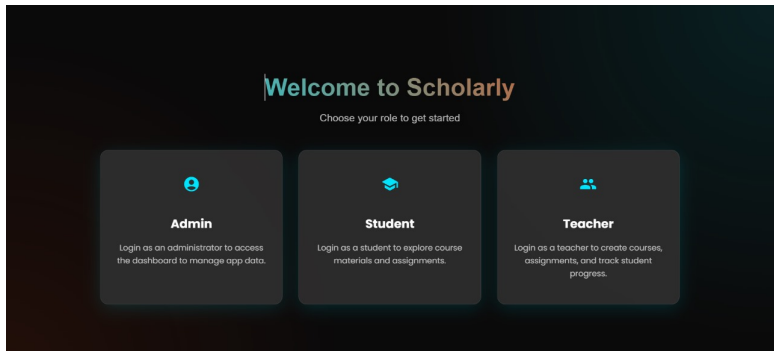 Welcome to Scholarly
Choose your role to get started
Admin
Login as an administrator to access
the dashboard to manage app data.
Student
Login as a student to explore course
materials and assignments.
Teacher
Login as a teacher to create courses,
assignments, and track student
progress.